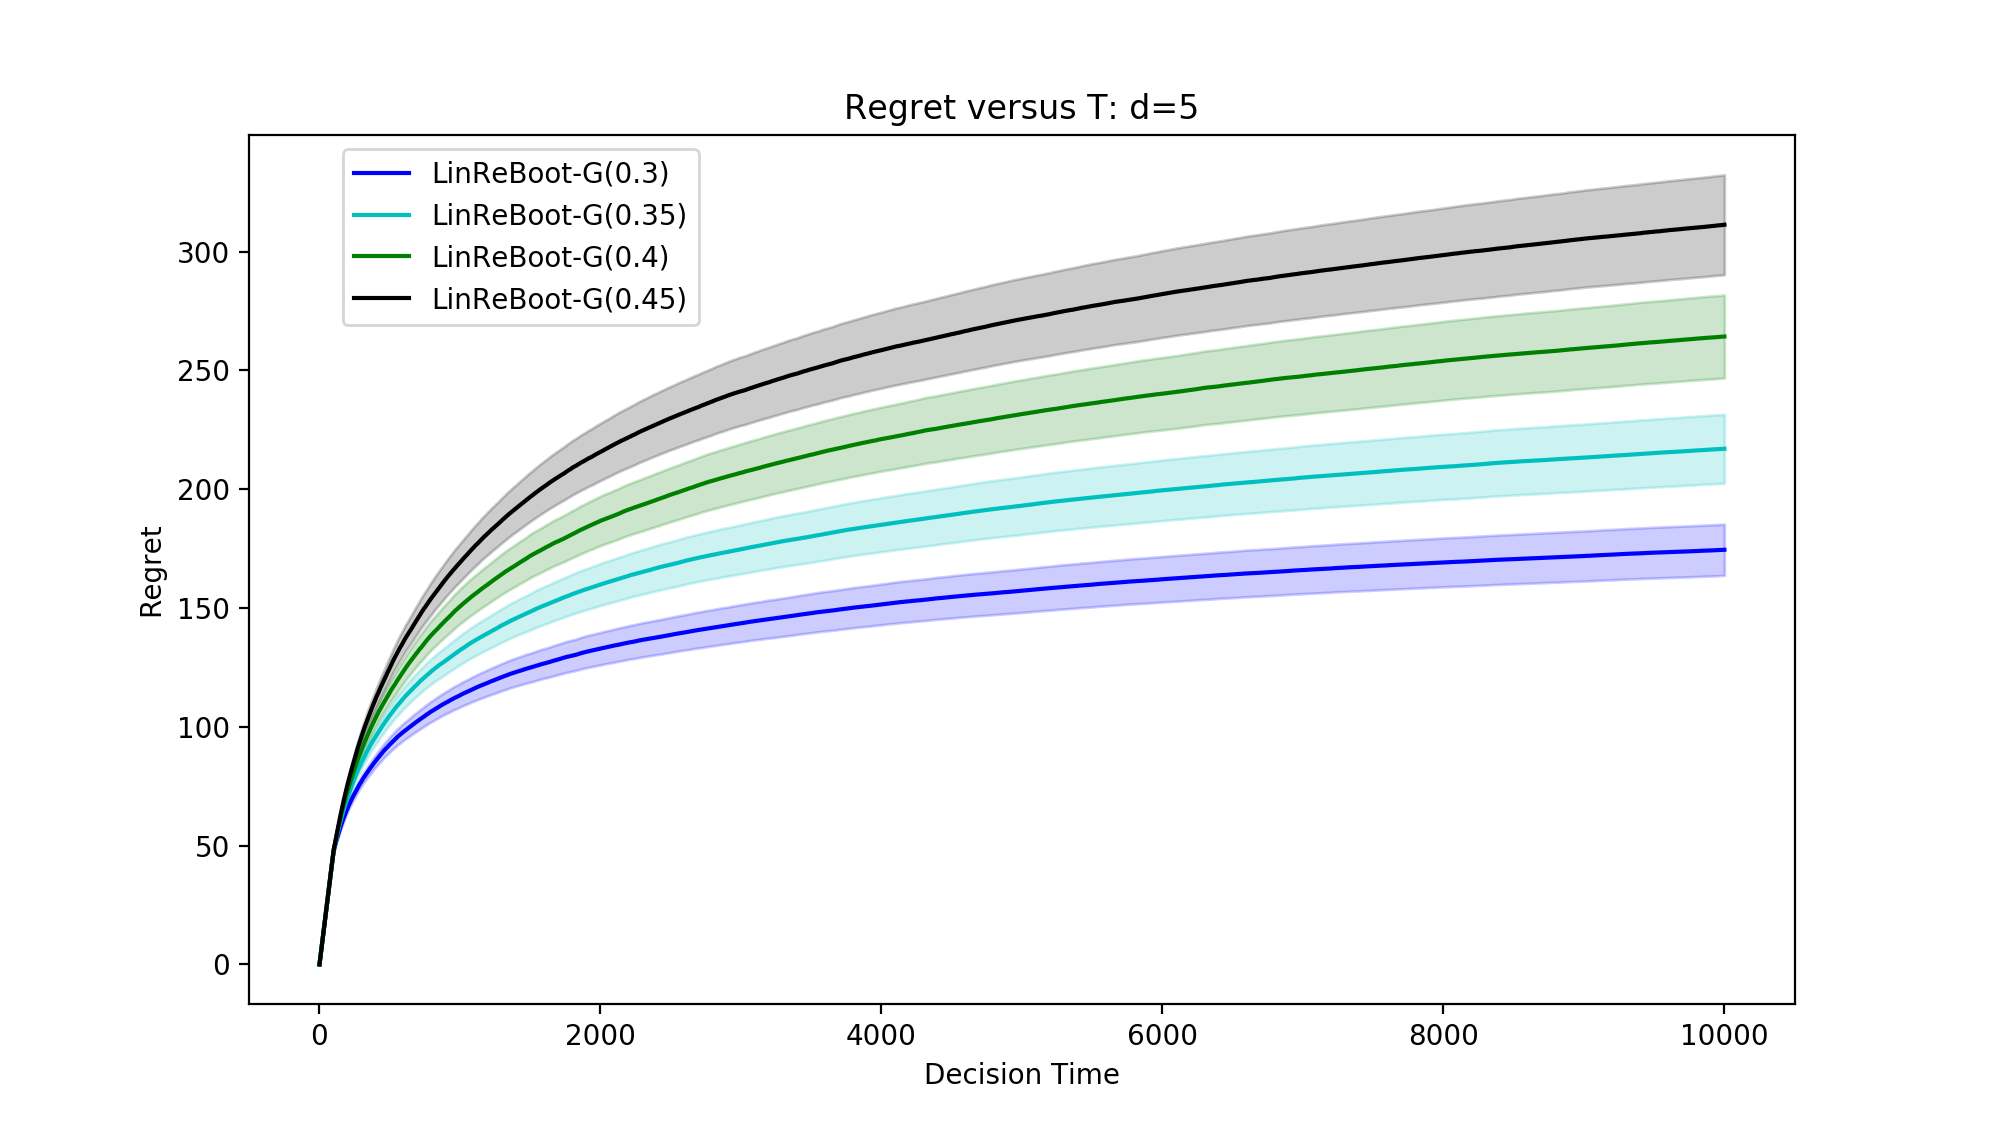 Regret versus T: d=5
LinReBoot-G(0.3)
LinReBoot-G(0.35)
LinReBoot-G(0.4)
LinReBoot-G(0.45)
300
250
200
150
100
50
0
Regret
0 2000 4000 6000 8000 10000
Decision Time